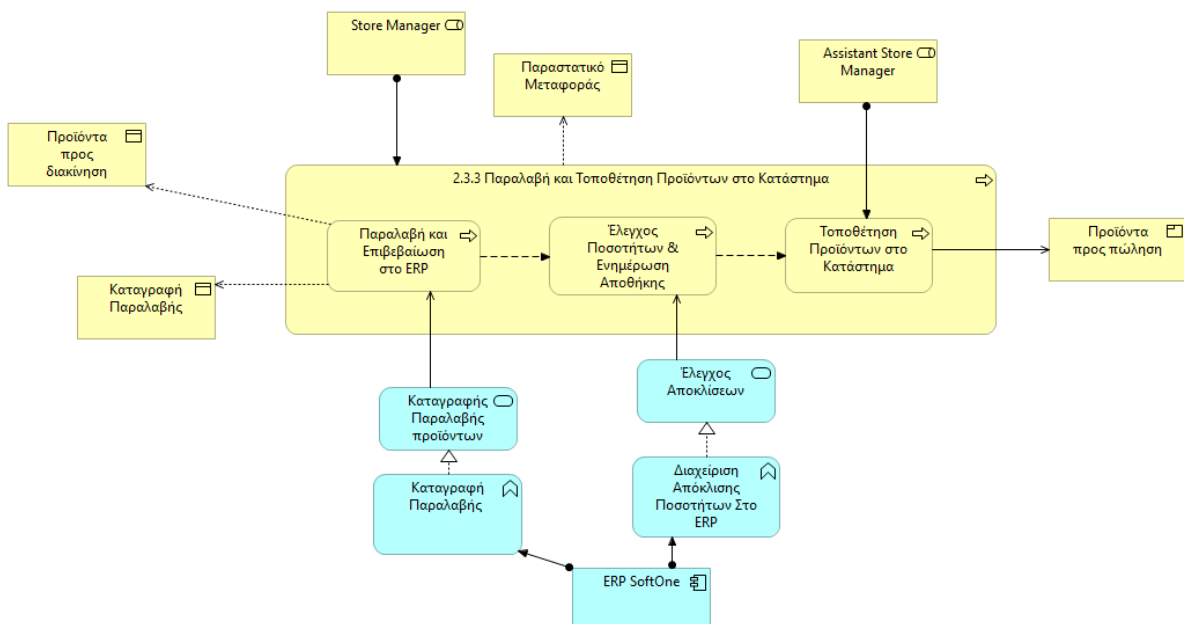 Store Manager
Παραστατικό
Μεταφοράς
Assistant Store
Manager
Προϊόντα
προς
διακίνηση
2.3.3 Παραλαβή και Τοποθέτηση Προϊόντων στο Κατάστημα
Παραλαβή και
Επιβεβαίωση
στο ERP
Έλεγχος
Ποσοτήτων &
Ενημέρωση
Αποθήκης
Τοποθέτηση
Προϊόντων στο
Κατάστημα
Προϊόντα
προς πώληση
Καταγραφή
Παραλαβής
Καταγραφής
Παραλαβής
προϊόντων
Έλεγχος
Αποκλίσεων
Καταγραφή
Παραλαβής
Διαχείριση
Απόκλισης
Ποσοτήτων Στο
ERP
ERP SoftOne